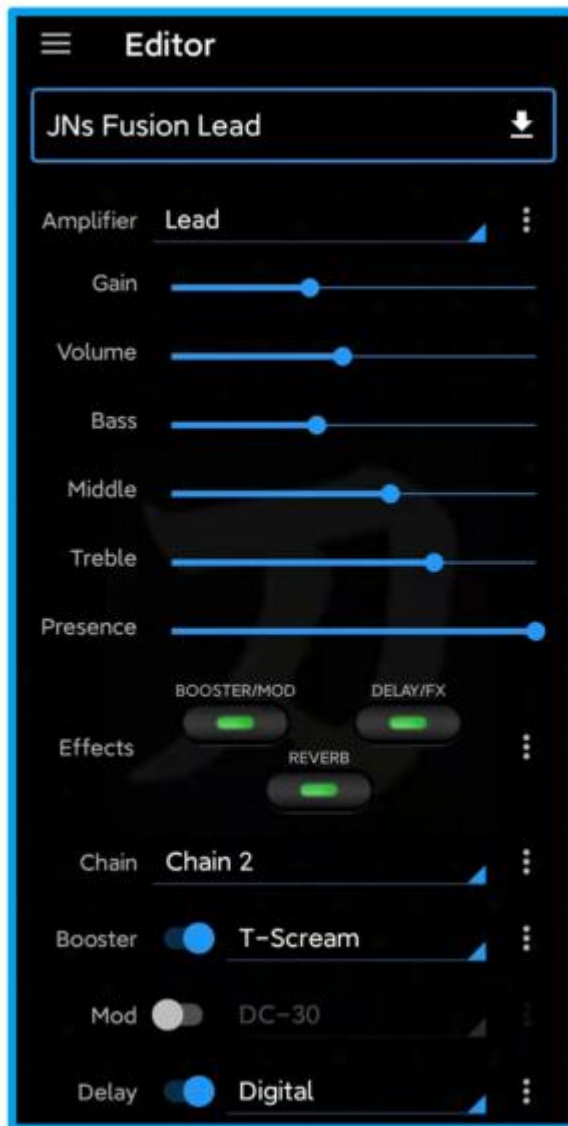 Editor
JNs Fusion Lead
Amplifier Lead
Gain
Volume
Bass
Middle
Treble
Presence
BOOSTER/MOD DELAY/FX
Effects
REVERB
Chain Chain 2
Booster T-Scream
Mod DC-30
Delay Digital